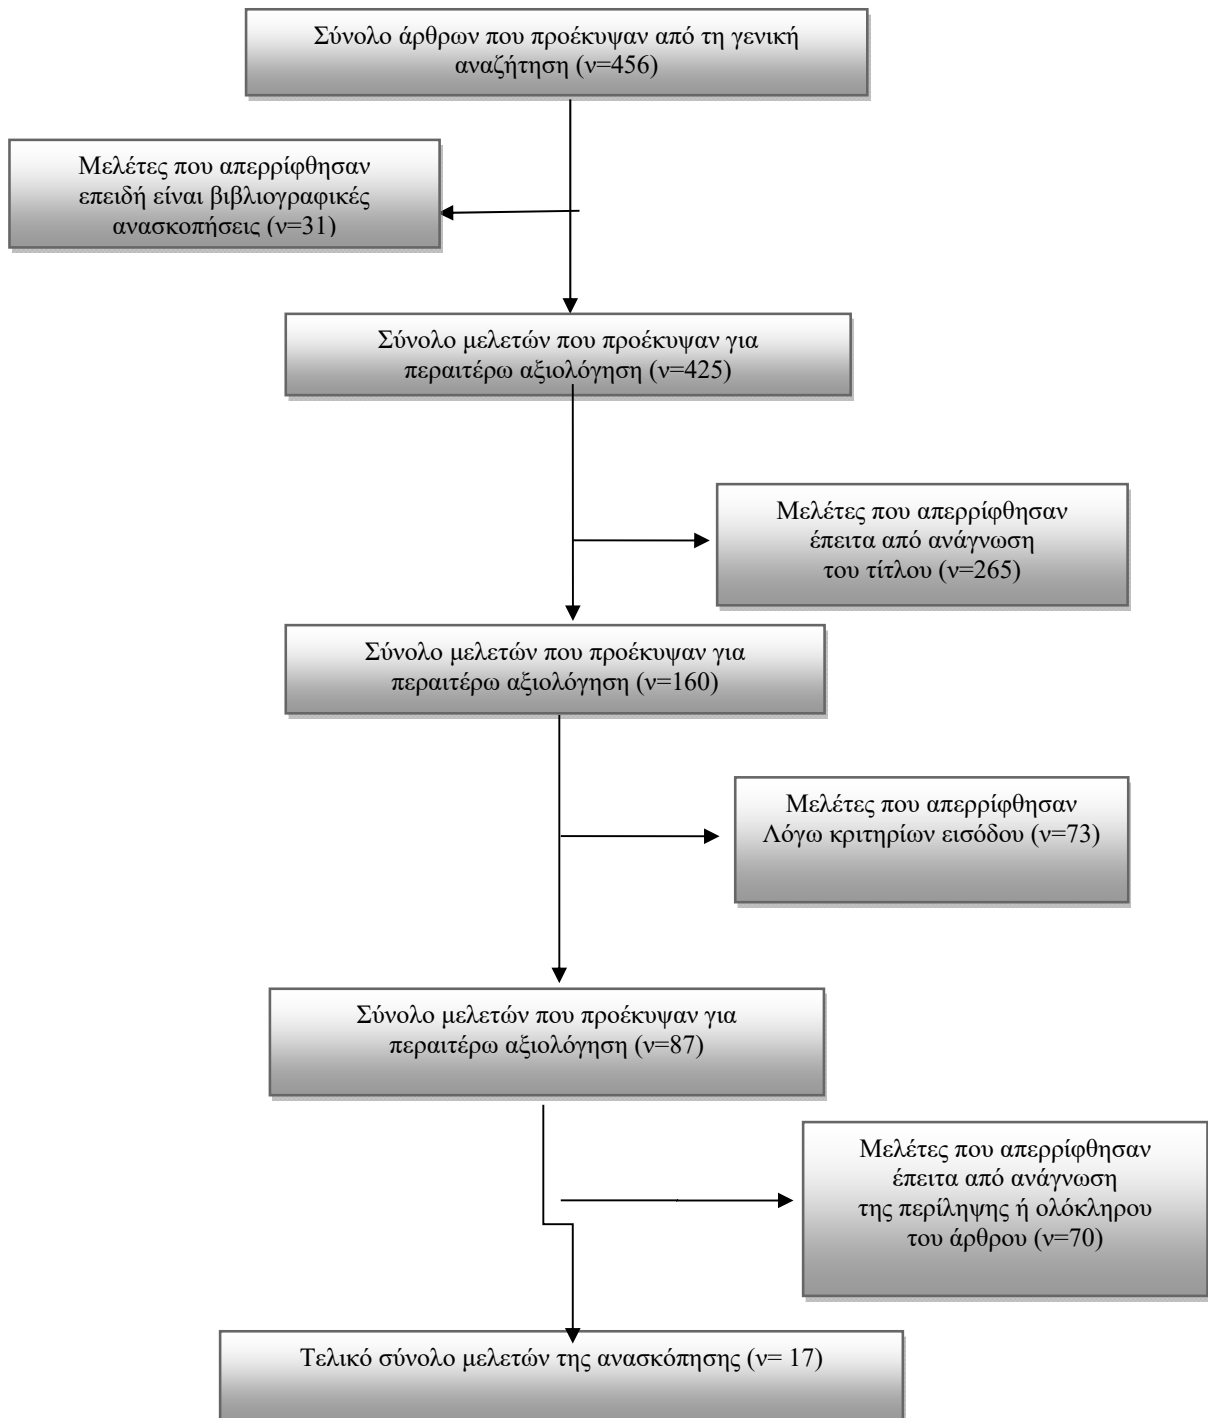 Σύνολο άρθρων που προέκυψαν από τη γενική
αναζήτηση (ν=456)
Μελέτες που απερρίφθησαν
επειδή είναι βιβλιογραφικές
ανασκοπήσεις (ν=31)
Σύνολο μελετών που προέκυψαν για
περαιτέρω αξιολόγηση (ν=425)
Μελέτες που απερρίφθησαν
έπειτα από ανάγνωση
του τίτλου (ν=265)
Σύνολο μελετών που προέκυψαν για
περαιτέρω αξιολόγηση (ν=160)
Μελέτες που απερρίφθησαν
Λόγω κριτηρίων εισόδου (ν=73)
Σύνολο μελετών που προέκυψαν για
περαιτέρω αξιολόγηση (ν=87)
Μελέτες που απερρίφθησαν
έπειτα από ανάγνωση
της περίληψης ή ολόκληρου
του άρθρου (ν=70)
Τελικό σύνολο μελετών της ανασκόπησης (ν= 17)